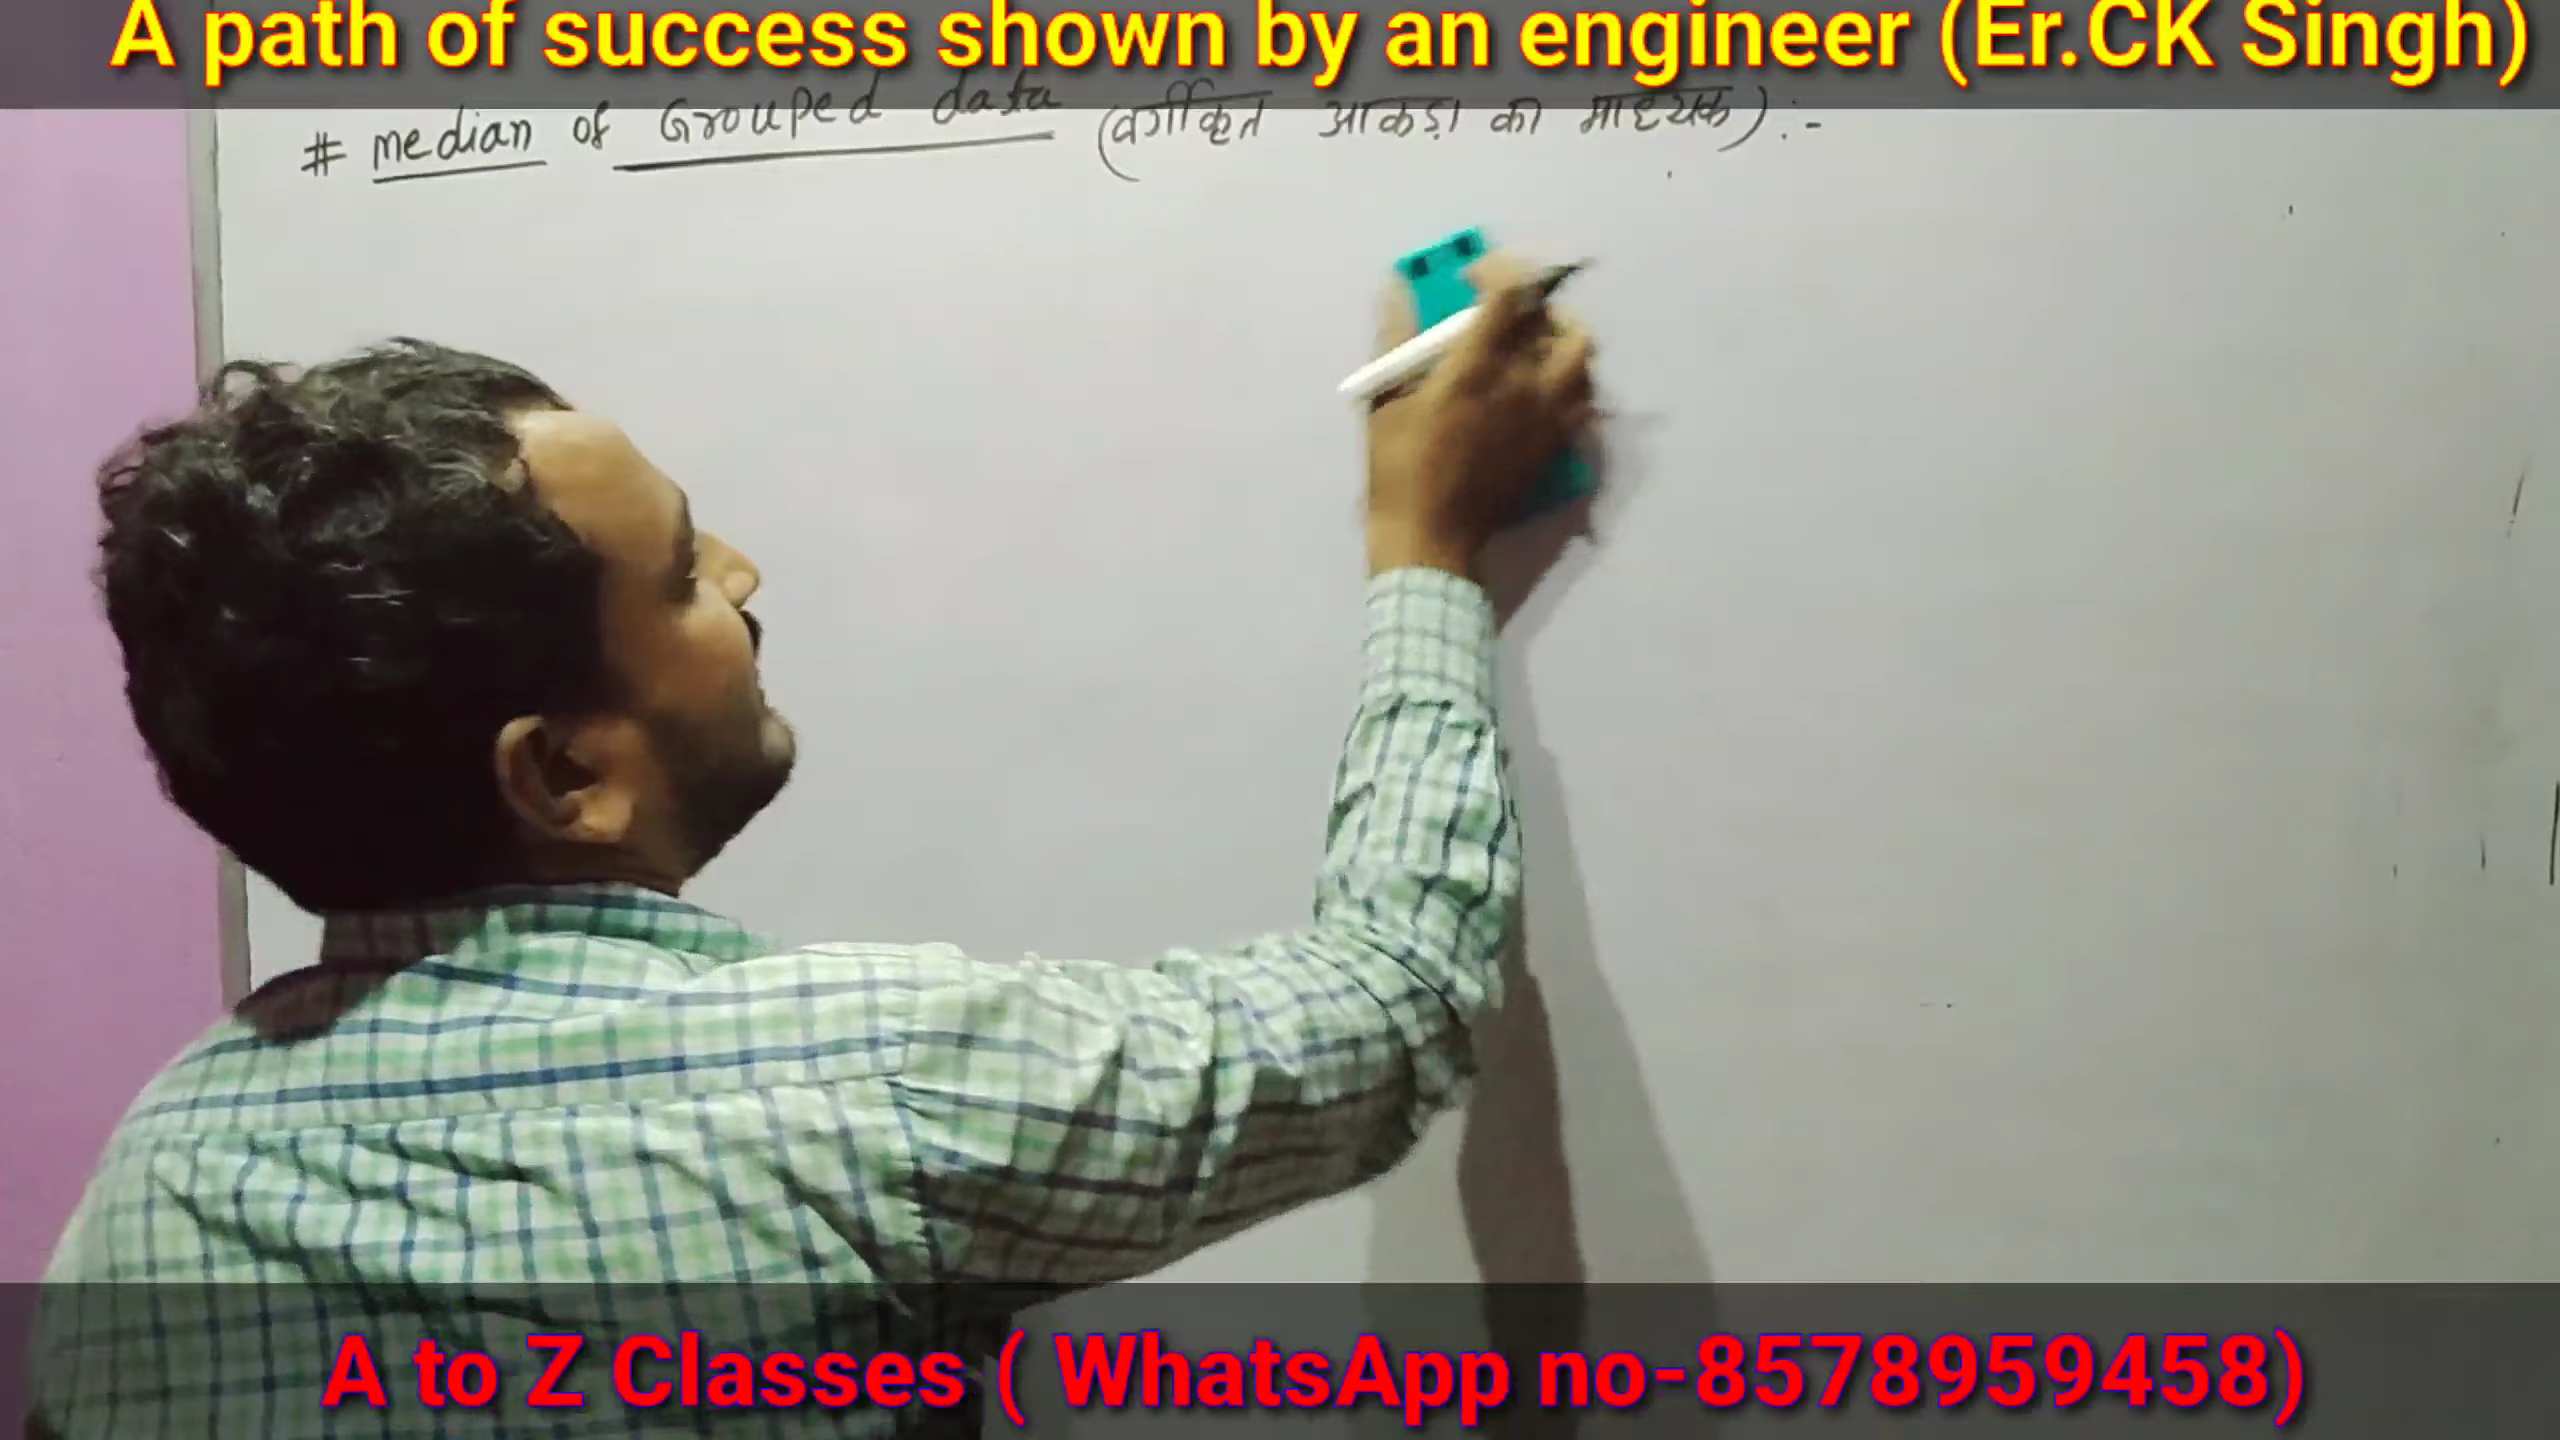 A path of success shown by an engineer (Er.CK Singh)
# median of Grouped data (वर्गीकृत आकड़ा की माध्यक) :-
A to Z Classes ( WhatsApp no-8578959458)